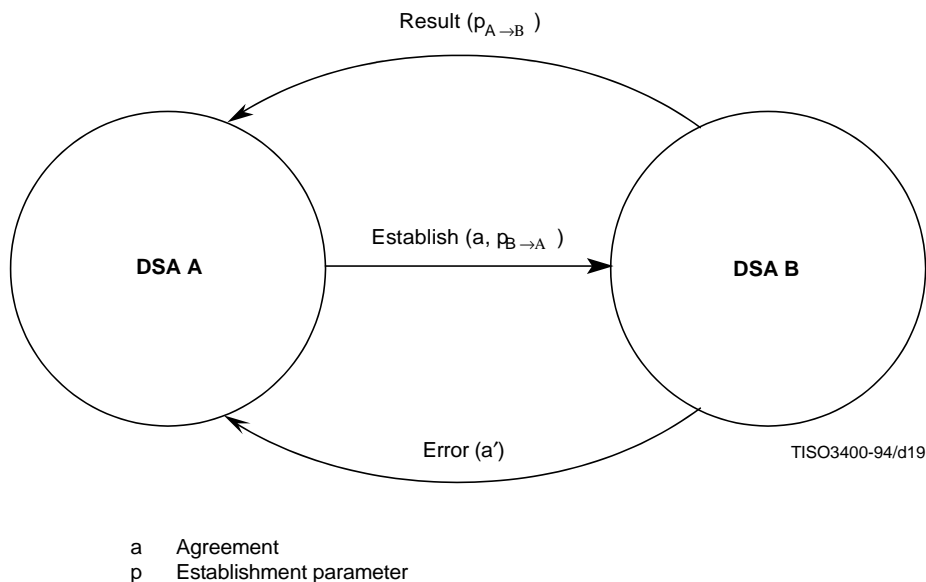 Result (pA→B )
Establish (a, pB→A )
DSA A
DSA B
Error (a′)
TISO3400-94/d19
a Agreement
p Establishment parameter